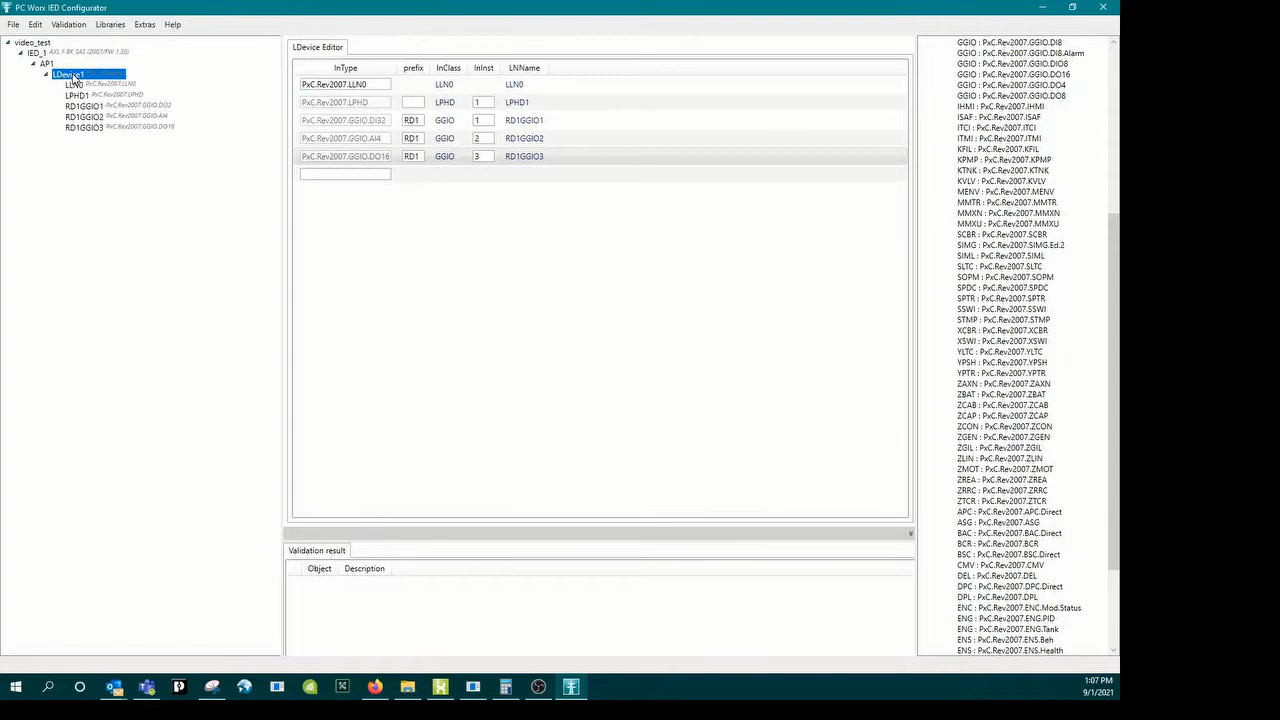 PC Worx IED Configurator
File Edit Validation Libraries Extras Help
video_test
IED_1 AXL F BK SAS (2007/FW 1.30)
AP1
LDevice1
LLN0 PxC.Rev2007.LLN0
LPHD1 PxC.Rev2007.LPHD
RD1GGIO1 PxC.Rev2007.GGIO.DI32
RD1GGIO2 PxC.Rev2007.GGIO.AI4
RD1GGIO3 PxC.Rev2007.GGIO.DO16
LDevice Editor
lnType prefix lnClass lnInst LNName
PxC.Rev2007.LLN0 LLN0 LLN0
PxC.Rev2007.LPHD LPHD 1 LPHD1
PxC.Rev2007.GGIO.DI32 RD1 GGIO 1 RD1GGIO1
PxC.Rev2007.GGIO.AI4 RD1 GGIO 2 RD1GGIO2
PxC.Rev2007.GGIO.DO16 RD1 GGIO 3 RD1GGIO3
Validation result
Object Description
GGIO : PxC.Rev2007.GGIO.DI8
GGIO : PxC.Rev2007.GGIO.DI8.Alarm
GGIO : PxC.Rev2007.GGIO.DIO8
GGIO : PxC.Rev2007.GGIO.DO16
GGIO : PxC.Rev2007.GGIO.DO4
GGIO : PxC.Rev2007.GGIO.DO8
IHMI : PxC.Rev2007.IHMI
ISAF : PxC.Rev2007.ISAF
ITCI : PxC.Rev2007.ITCI
ITMI : PxC.Rev2007.ITMI
KFIL : PxC.Rev2007.KFIL
KPMP : PxC.Rev2007.KPMP
KTNK : PxC.Rev2007.KTNK
KVLV : PxC.Rev2007.KVLV
MENV : PxC.Rev2007.MENV
MMTR : PxC.Rev2007.MMTR
MMXN : PxC.Rev2007.MMXN
MMXU : PxC.Rev2007.MMXU
SCBR : PxC.Rev2007.SCBR
SIMG : PxC.Rev2007.SIMG.Ed.2
SIML : PxC.Rev2007.SIML
SLTC : PxC.Rev2007.SLTC
SOPM : PxC.Rev2007.SOPM
SPDC : PxC.Rev2007.SPDC
SPTR : PxC.Rev2007.SPTR
SSWI : PxC.Rev2007.SSWI
STMP : PxC.Rev2007.STMP
XCBR : PxC.Rev2007.XCBR
XSWI : PxC.Rev2007.XSWI
YLTC : PxC.Rev2007.YLTC
YPSH : PxC.Rev2007.YPSH
YPTR : PxC.Rev2007.YPTR
ZAXN : PxC.Rev2007.ZAXN
ZBAT : PxC.Rev2007.ZBAT
ZCAB : PxC.Rev2007.ZCAB
ZCAP : PxC.Rev2007.ZCAP
ZCON : PxC.Rev2007.ZCON
ZGEN : PxC.Rev2007.ZGEN
ZGIL : PxC.Rev2007.ZGIL
ZLIN : PxC.Rev2007.ZLIN
ZMOT : PxC.Rev2007.ZMOT
ZREA : PxC.Rev2007.ZREA
ZRRC : PxC.Rev2007.ZRRC
ZTCR : PxC.Rev2007.ZTCR
APC : PxC.Rev2007.APC.Direct
ASG : PxC.Rev2007.ASG
BAC : PxC.Rev2007.BAC.Direct
BCR : PxC.Rev2007.BCR
BSC : PxC.Rev2007.BSC.Direct
CMV : PxC.Rev2007.CMV
DEL : PxC.Rev2007.DEL
DPC : PxC.Rev2007.DPC.Direct
DPL : PxC.Rev2007.DPL
ENC : PxC.Rev2007.ENC.Mod.Status
ENG : PxC.Rev2007.ENG.PID
ENG : PxC.Rev2007.ENG.Tank
ENS : PxC.Rev2007.ENS.Beh
ENS : PxC.Rev2007.ENS.Health
1:07 PM
9/1/2021